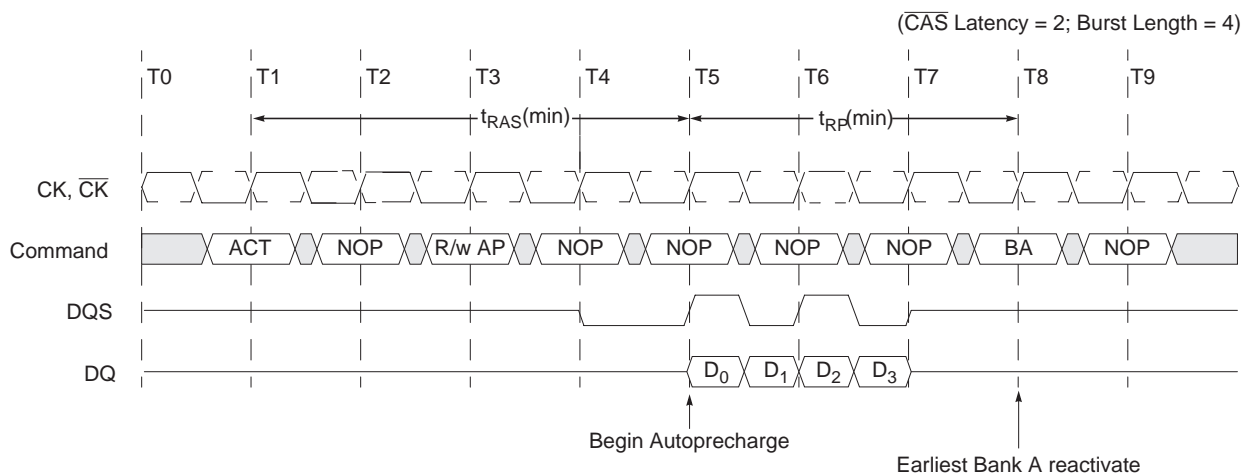 (CAS Latency = 2; Burst Length = 4)
T0 T1 T2 T3 T4 T5 T6 T7 T8 T9
tRAS(min) tRP(min)
CK, CK
Command ACT NOP R/w AP NOP NOP NOP NOP BA NOP
DQS
DQ D0 D1 D2 D3
Begin Autoprecharge
Earliest Bank A reactivate